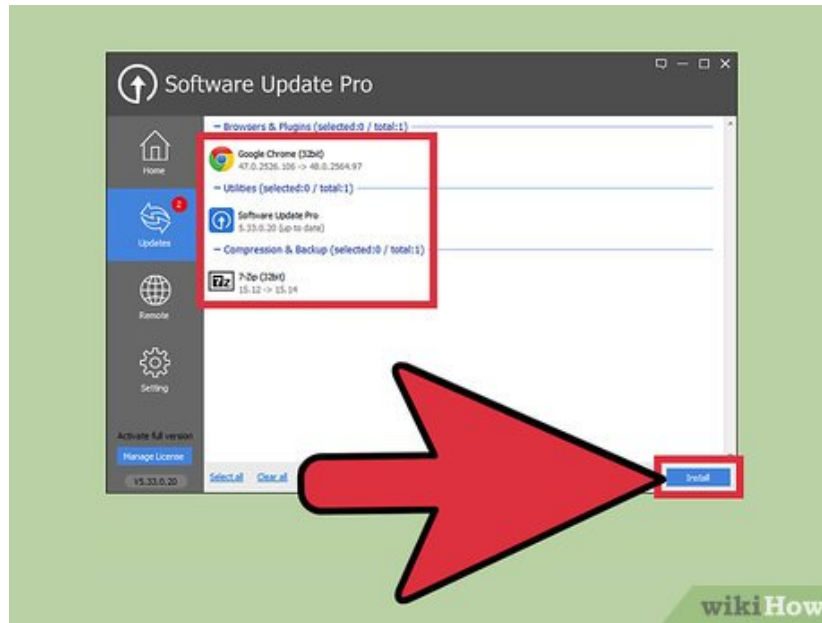 Software Update Pro
Browsers & Plugins (selected:0 / total:1)
Google Chrome (32bit)
47.0.2526.106 -> 48.0.2564.97
Utilities (selected:0 / total:1)
Software Update Pro
5.33.0.20 (up to date)
Compression & Backup (selected:0 / total:1)
7z
7-Zip (32bit)
15.12 -> 15.14
Home
2
Updates
Remote
Setting
Activate full version
Manage License
V5.33.0.20
Select all Clear all
Install
wikiHow